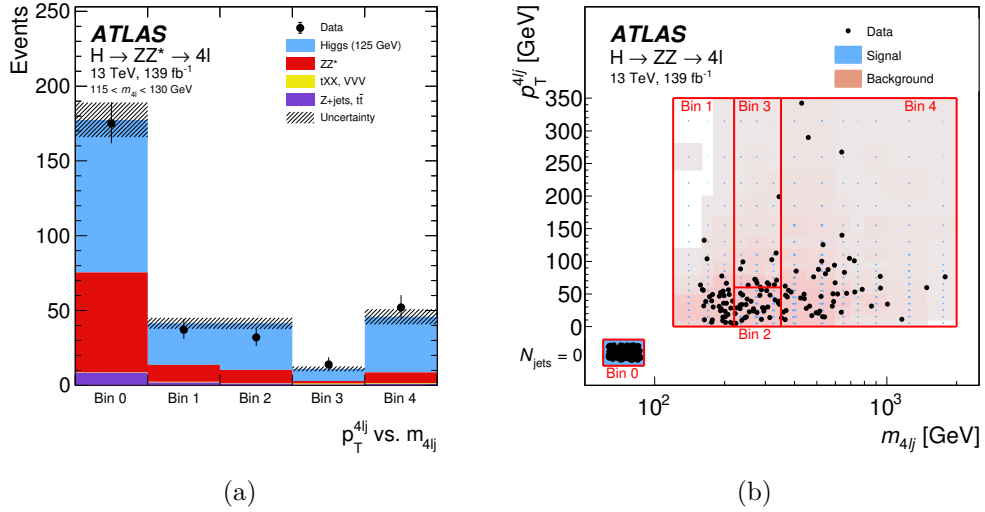 Events
250
200
150
100
50
0
ATLAS
H → ZZ* → 4l
13 TeV, 139 fb⁻¹
115 < m₄ₗ < 130 GeV
Data
Higgs (125 GeV)
ZZ*
tXX, VVV
Z+jets, tt̄
Uncertainty
Bin 0
Bin 1
Bin 2
Bin 3
Bin 4
p_T^4lj vs. m_4lj
(a)
p_T^4lj [GeV]
ATLAS
H → ZZ → 4l
13 TeV, 139 fb⁻¹
Data
Signal
Background
350
300
250
200
150
100
50
0
N_jets = 0
Bin 1
Bin 3
Bin 4
Bin 2
Bin 0
10²
10³
m_4lj [GeV]
(b)